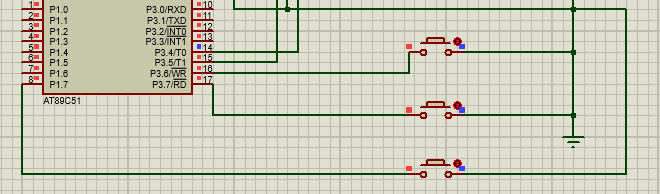 1 P1.0 P3.0/RXD 10
2 P1.1 P3.1/TXD 11
3 P1.2 P3.2/INT0 12
4 P1.3 P3.3/INT1 13
5 P1.4 P3.4/T0 14
6 P1.5 P3.5/T1 15
7 P1.6 P3.6/WR 16
8 P1.7 P3.7/RD 17
AT89C51